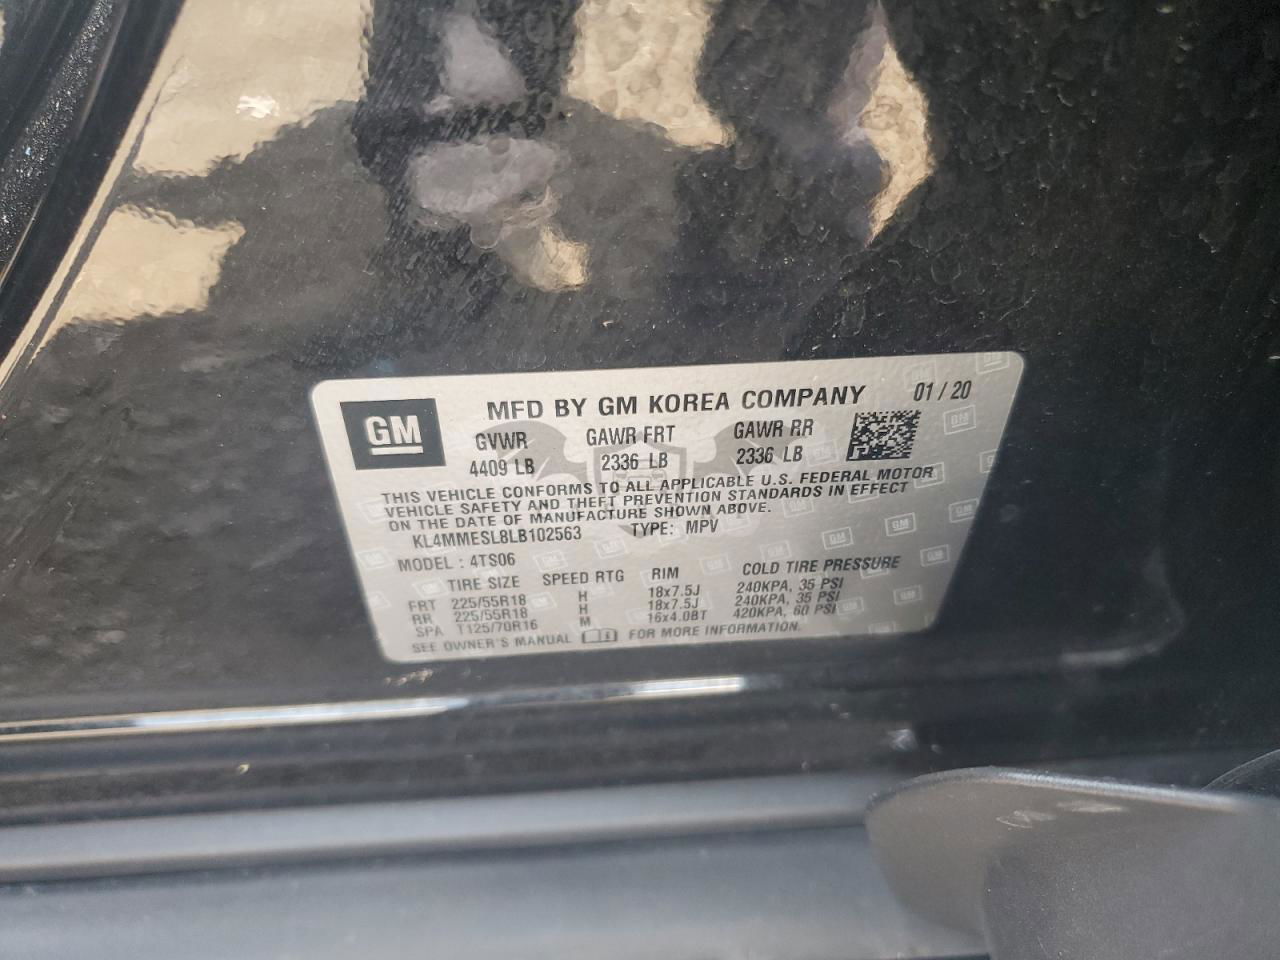 GM
MFD BY GM KOREA COMPANY 01 / 20
GVWR GAWR FRT GAWR RR
4409 LB 2336 LB 2336 LB
THIS VEHICLE CONFORMS TO ALL APPLICABLE U.S. FEDERAL MOTOR
VEHICLE SAFETY AND THEFT PREVENTION STANDARDS IN EFFECT
ON THE DATE OF MANUFACTURE SHOWN ABOVE.
KL4MMESL8LB102563 TYPE: MPV
MODEL : 4TS06
TIRE SIZE SPEED RTG RIM COLD TIRE PRESSURE
FRT 225/55R18 H 18x7.5J 240KPA, 35 PSI
RR 225/55R18 H 18x7.5J 240KPA, 35 PSI
SPA T125/70R16 M 16x4.0BT 420KPA, 60 PSI
SEE OWNER'S MANUAL FOR MORE INFORMATION.